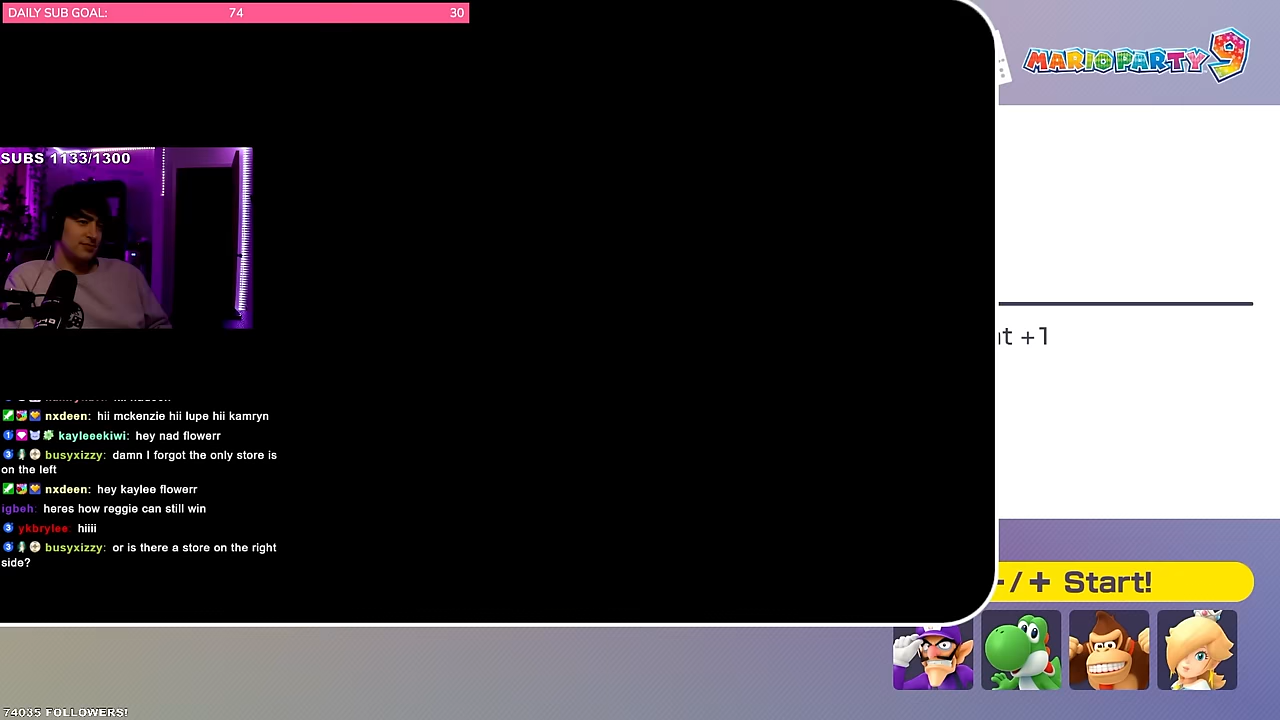 DAILY SUB GOAL: 74 30
MARIO PARTY 9
SUBS 1133/1300
nt +1
nxdeen: hii mckenzie hii lupe hii kamryn
kayleeekiwi: hey nad flowerr
busyxizzy: damn I forgot the only store is
on the left
nxdeen: hey kaylee flowerr
igbeh: heres how reggie can still win
ykbrylee hiiii
busyxizzy: or is there a store on the right
side?
/ + Start!
74035 FOLLOWERS!